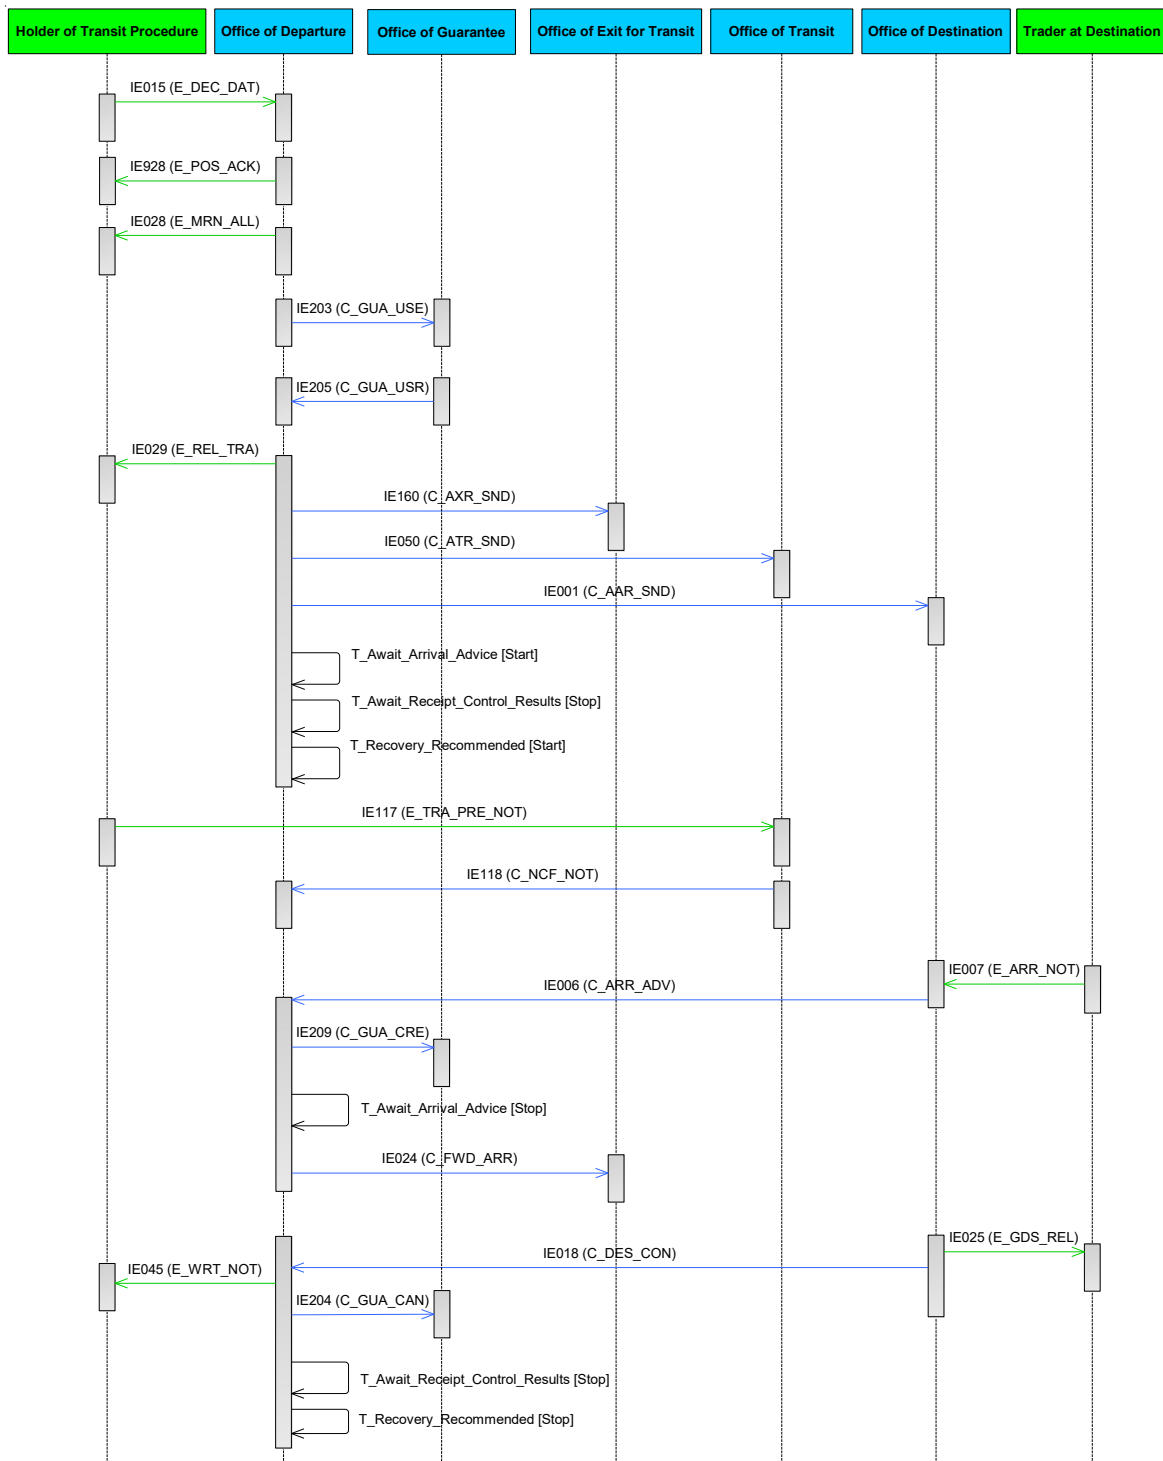 Holder of Transit Procedure
Office of Departure
Office of Guarantee
Office of Exit for Transit
Office of Transit
Office of Destination
Trader at Destination
IE015 (E_DEC_DAT)
IE928 (E_POS_ACK)
IE028 (E_MRN_ALL)
IE203 (C_GUA_USE)
IE205 (C_GUA_USR)
IE029 (E_REL_TRA)
IE160 (C_AXR_SND)
IE050 (C_ATR_SND)
IE001 (C_AAR_SND)
T_Await_Arrival_Advice [Start]
T_Await_Receipt_Control_Results [Stop]
T_Recovery_Recommended [Start]
IE117 (E_TRA_PRE_NOT)
IE118 (C_NCF_NOT)
IE007 (E_ARR_NOT)
IE006 (C_ARR_ADV)
IE209 (C_GUA_CRE)
T_Await_Arrival_Advice [Stop]
IE024 (C_FWD_ARR)
IE025 (E_GDS_REL)
IE018 (C_DES_CON)
IE045 (E_WRT_NOT)
IE204 (C_GUA_CAN)
T_Await_Receipt_Control_Results [Stop]
T_Recovery_Recommended [Stop]